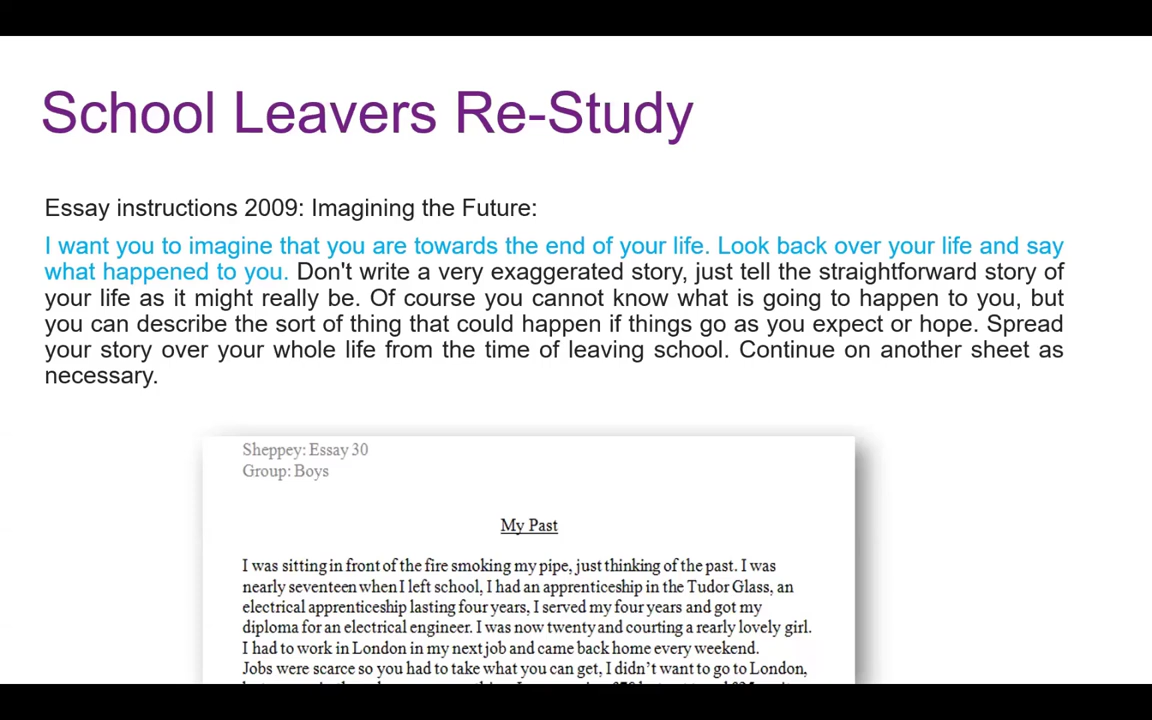 School Leavers Re-Study
Essay instructions 2009: Imagining the Future:
I want you to imagine that you are towards the end of your life. Look back over your life and say
what happened to you. Don't write a very exaggerated story, just tell the straightforward story of
your life as it might really be. Of course you cannot know what is going to happen to you, but
you can describe the sort of thing that could happen if things go as you expect or hope. Spread
your story over your whole life from the time of leaving school. Continue on another sheet as
necessary.
Sheppey: Essay 30
Group: Boys
My Past
I was sitting in front of the fire smoking my pipe, just thinking of the past. I was
nearly seventeen when I left school, I had an apprenticeship in the Tudor Glass, an
electrical apprenticeship lasting four years, I served my four years and got my
diploma for an electrical engineer. I was now twenty and courting a rearly lovely girl.
I had to work in London in my next job and came back home every weekend.
Jobs were scarce so you had to take what you can get, I didn't want to go to London,